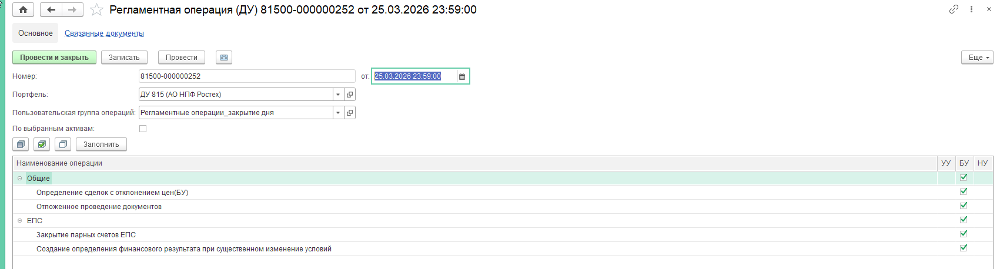 Регламентная операция (ДУ) 81500-000000252 от 25.03.2026 23:59:00
Основное Связанные документы
Провести и закрыть Записать Провести Еще
Номер: 81500-000000252 от: 25.03.2026 23:59:00
Портфель: ДУ 815 (АО НПФ Ростех)
Пользовательская группа операций: Регламентные операции_закрытие дня
По выбранным активам:
Заполнить
Наименование операции УУ БУ НУ
Общие
Определение сделок с отклонением цен(БУ)
Отложенное проведение документов
ЕПС
Закрытие парных счетов ЕПС
Создание определения финансового результата при существенном изменение условий